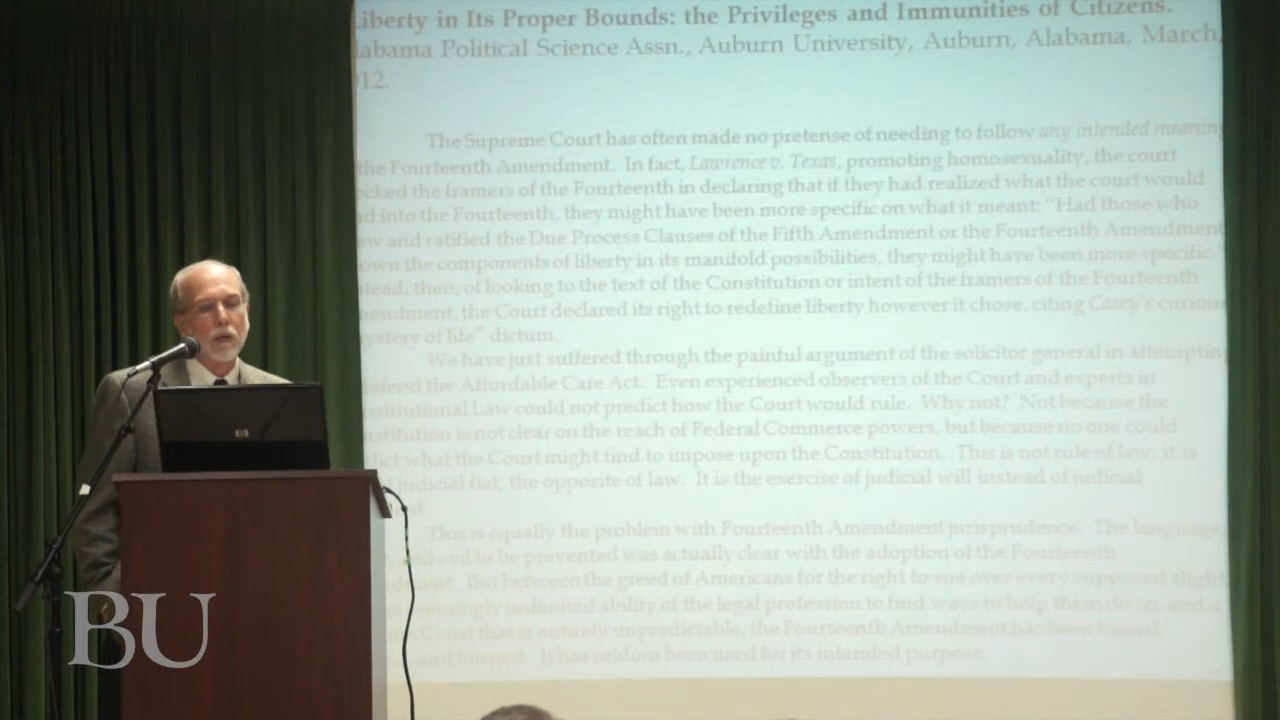 iberty in Its Proper Bounds: the Privileges and Immunities of Citizens.
labama Political Science Assn., Auburn University, Auburn, Alabama, March,
12.
The Supreme Court has often made no pretense of needing to follow any intended meaning
the Fourteenth Amendment. In fact, Lawrence v. Texas, promoting homosexuality, the court
cked the framers of the Fourteenth in declaring that if they had realized what the court would
d into the Fourteenth, they might have been more specific on what it meant: "Had those who
w and ratified the Due Process Clauses of the Fifth Amendment or the Fourteenth Amendment
own the components of liberty in its manifold possibilities, they might have been more specific."
tead, then, of looking to the text of the Constitution or intent of the framers of the Fourteenth
endment, the Court declared its right to redefine liberty however it chose, citing Casey's curious
ystery of life" dictum.
We have just suffered through the painful argument of the solicitor general in attempting
defend the Affordable Care Act. Even experienced observers of the Court and experts in
nstitutional Law could not predict how the Court would rule. Why not? Not because the
nstitution is not clear on the reach of Federal Commerce powers, but because no one could
dict what the Court might find to impose upon the Constitution. This is not rule of law; it is
judicial fiat, the opposite of law. It is the exercise of judicial will instead of judicial
This is equally the problem with Fourteenth Amendment jurisprudence. The language,
and evil to be prevented was actually clear with the adoption of the Fourteenth
But between the greed of Americans for the right to sue over every supposed slight
seemingly unlimited ability of the legal profession to find ways to help them do so, and a
Court that is entirely unpredictable, the Fourteenth Amendment has been
and burned. It has seldom been used for its intended purpose.
hp
BU